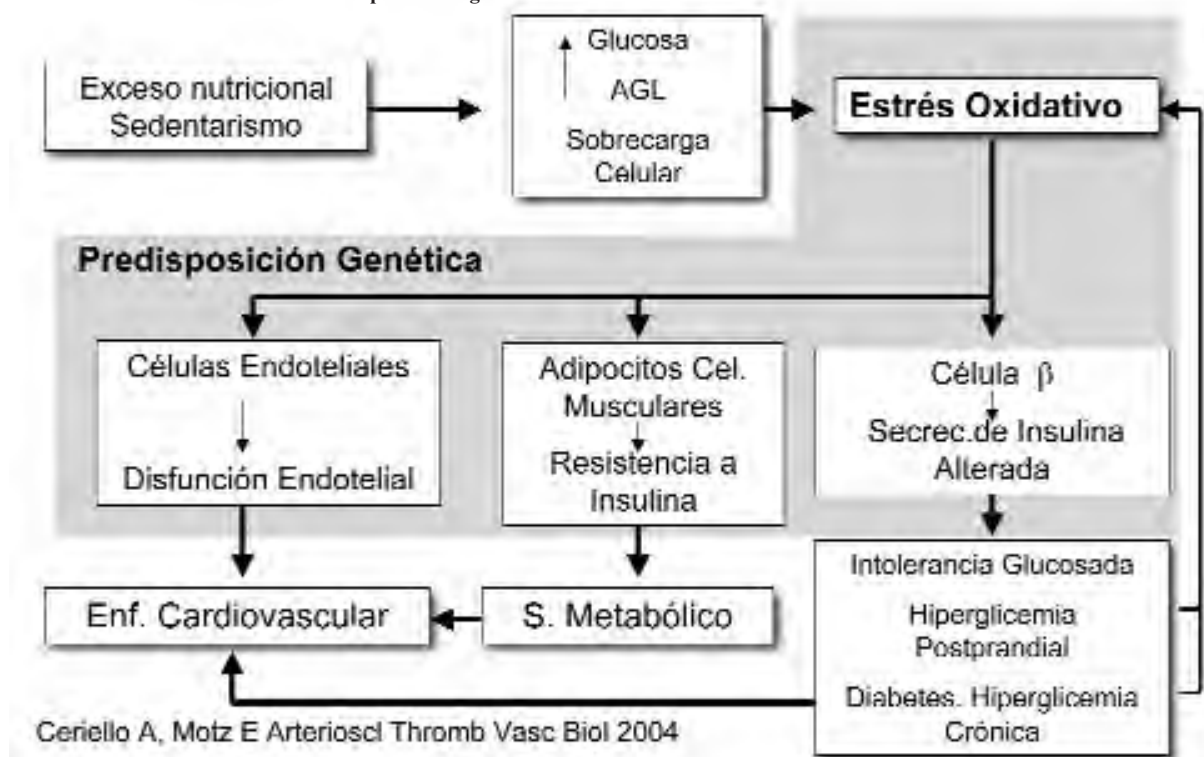 Exceso nutricional
Sedentarismo
Glucosa
AGL
Sobrecarga
Celular
Estrés Oxidativo
Predisposición Genética
Células Endoteliales
Disfunción Endotelial
Adipocitos Cel.
Musculares
Resistencia a
Insulina
Célula β
Secrec.de Insulina
Alterada
Enf. Cardiovascular
S. Metabólico
Intolerancia Glucosada
Hiperglicemia
Postprandial
Diabetes. Hiperglicemia
Crónica
Ceriello A, Motz E Arterioscl Thromb Vasc Biol 2004